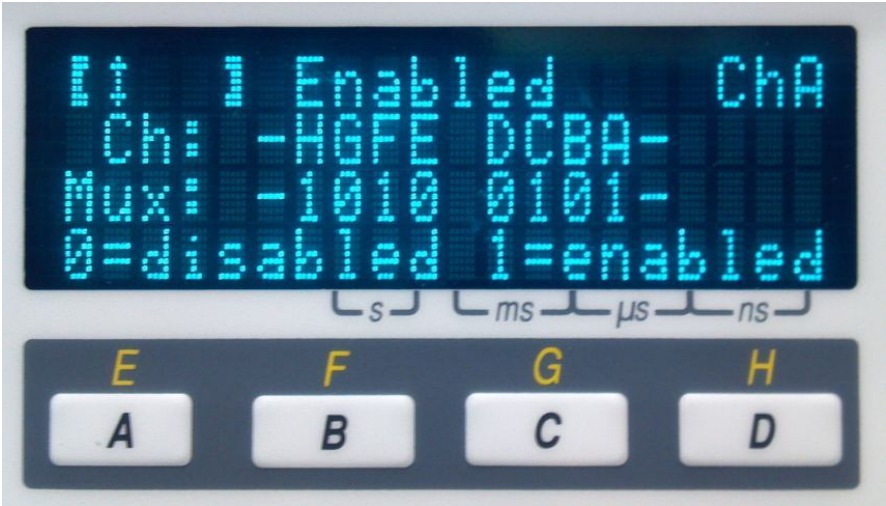 [↕ ] Enabled ChA
Ch: -HGFE DCBA-
Mux: -1010 0101-
0=disabled 1=enabled
s ms µs ns
E F G H
A B C D